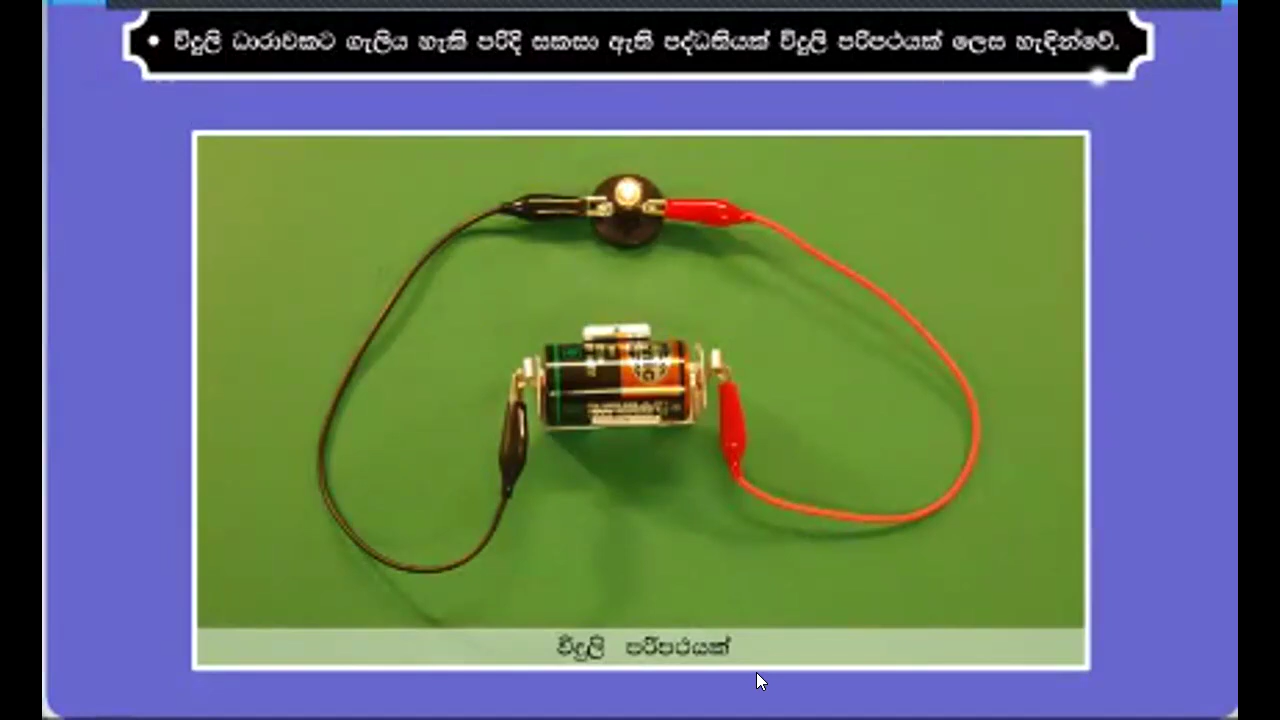 • විදුලි ධාරාවකට ගැලිය හැකි පරිදි සකසා ඇති පද්ධතියක් විදුලි පරිපථයක් ලෙස හැඳින්වේ.
විදුලි පරිපථයක්